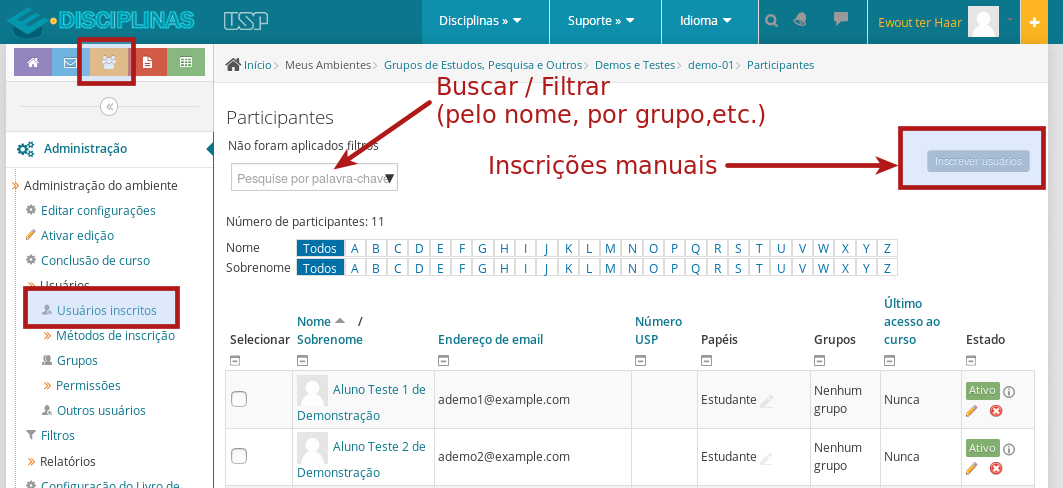 e-DISCIPLINAS USP Disciplinas » Suporte » Idioma Ewout ter Haar
Início > Meus Ambientes > Grupos de Estudos, Pesquisa e Outros > Demos e Testes > demo-01 > Participantes
Buscar / Filtrar
(pelo nome, por grupo,etc.)
Participantes
Não foram aplicados filtros
Pesquise por palavra-chave
Inscrições manuais
Inscrever usuários
Administração
Administração do ambiente
Editar configurações
Ativar edição
Conclusão de curso
Usuários
Usuários inscritos
Métodos de inscrição
Grupos
Permissões
Outros usuários
Filtros
Relatórios
Configuração do Livro de
Número de participantes: 11
Nome Todos A B C D E F G H I J K L M N O P Q R S T U V W X Y Z
Sobrenome Todos A B C D E F G H I J K L M N O P Q R S T U V W X Y Z
Selecionar
Nome /
Sobrenome
Endereço de email
Número
USP
Papéis
Grupos
Último
acesso ao
curso
Estado
Aluno Teste 1 de
Demonstração
ademo1@example.com
Estudante
Nenhum
grupo
Nunca
Ativo
Aluno Teste 2 de
Demonstração
ademo2@example.com
Estudante
Nenhum
grupo
Nunca
Ativo